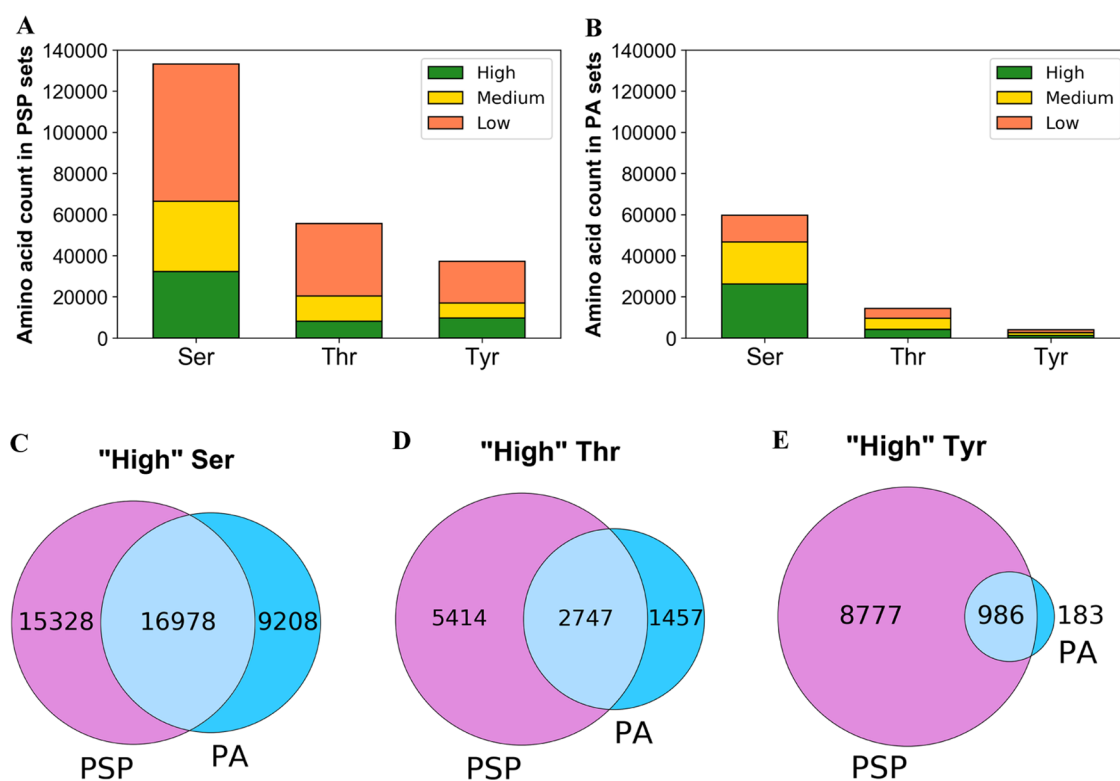 A
Amino acid count in PSP sets
140000
120000
100000
80000
60000
40000
20000
0
High
Medium
Low
Ser
Thr
Tyr
B
Amino acid count in PA sets
140000
120000
100000
80000
60000
40000
20000
0
High
Medium
Low
Ser
Thr
Tyr
C
"High" Ser
15328
16978
9208
PSP
PA
D
"High" Thr
5414
2747
1457
PSP
PA
E
"High" Tyr
8777
986
183
PA
PSP